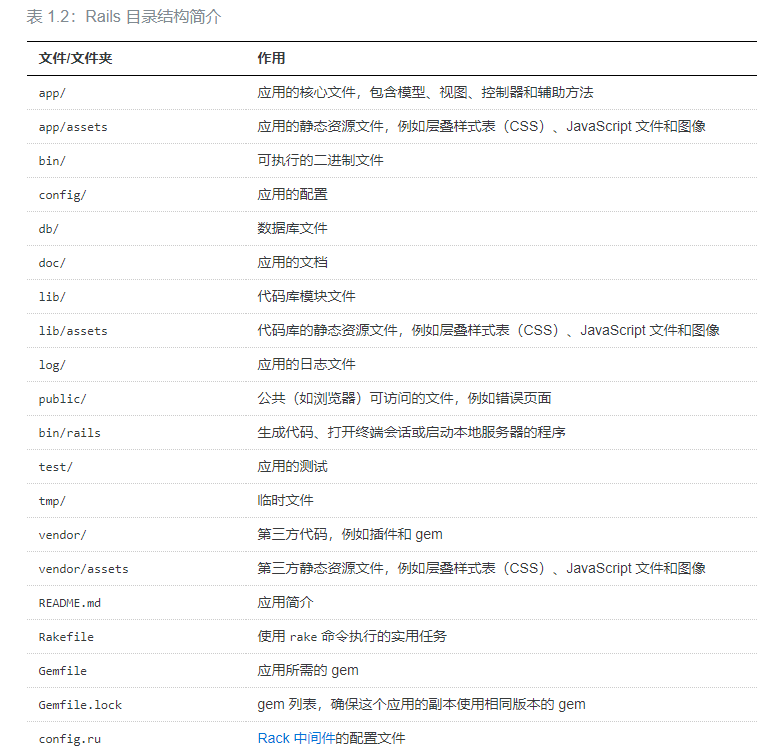 表 1.2：Rails 目录结构简介
文件/文件夹 作用
app/ 应用的核心文件，包含模型、视图、控制器和辅助方法
app/assets 应用的静态资源文件，例如层叠样式表（CSS）、JavaScript 文件和图像
bin/ 可执行的二进制文件
config/ 应用的配置
db/ 数据库文件
doc/ 应用的文档
lib/ 代码库模块文件
lib/assets 代码库的静态资源文件，例如层叠样式表（CSS）、JavaScript 文件和图像
log/ 应用的日志文件
public/ 公共（如浏览器）可访问的文件，例如错误页面
bin/rails 生成代码、打开终端会话或启动本地服务器的程序
test/ 应用的测试
tmp/ 临时文件
vendor/ 第三方代码，例如插件和 gem
vendor/assets 第三方静态资源文件，例如层叠样式表（CSS）、JavaScript 文件和图像
README.md 应用简介
Rakefile 使用 rake 命令执行的实用任务
Gemfile 应用所需的 gem
Gemfile.lock gem 列表，确保这个应用的副本使用相同版本的 gem
config.ru Rack 中间件的配置文件